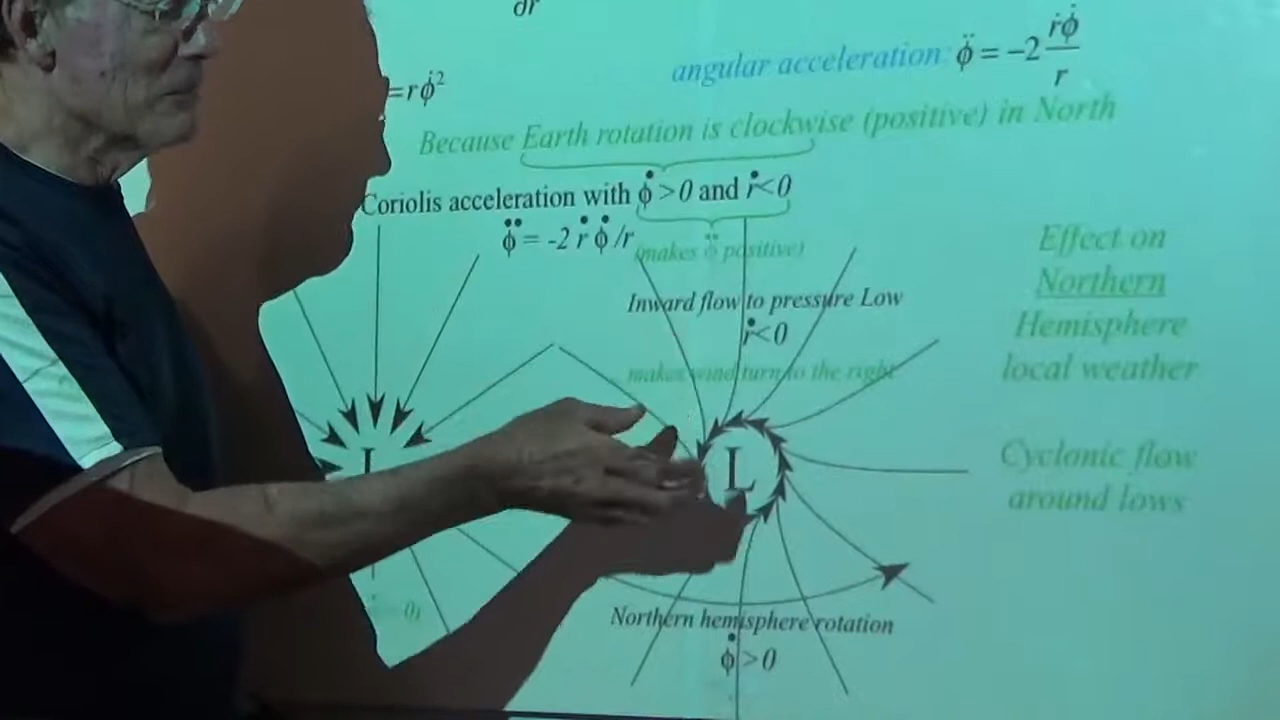 ∂r
angular acceleration: ϕ̈ = −2 ṙϕ̇/r
=rϕ̇²
Because Earth rotation is clockwise (positive) in North
Coriolis acceleration with ϕ̇ >0 and ṙ<0
ϕ̈ = -2 ṙ ϕ̇ /r
(makes ϕ̈ positive)
Effect on
Northern
Hemisphere
local weather
Inward flow to pressure Low
ṙ<0
makes wind turn to the right
L
L
Cyclonic flow
around lows
Northern hemisphere rotation
ϕ̇ >0